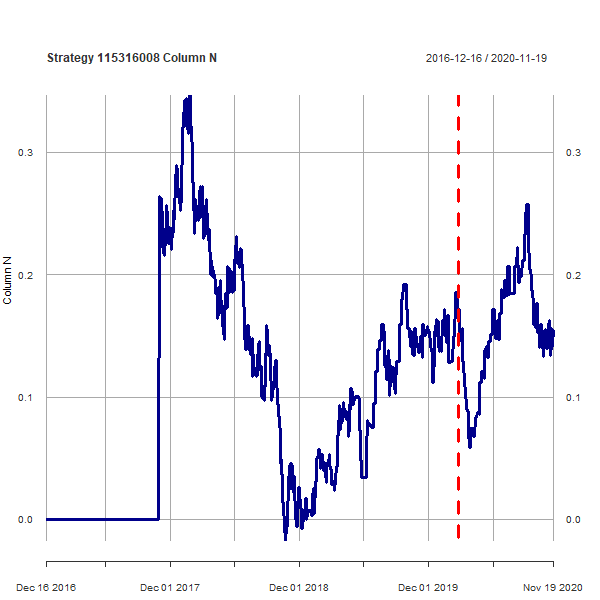 Strategy 115316008 Column N
2016-12-16 / 2020-11-19
0.3
0.3
0.2
0.2
Column N
0.1
0.1
0.0
0.0
Dec 16 2016
Dec 01 2017
Dec 01 2018
Dec 01 2019
Nov 19 2020